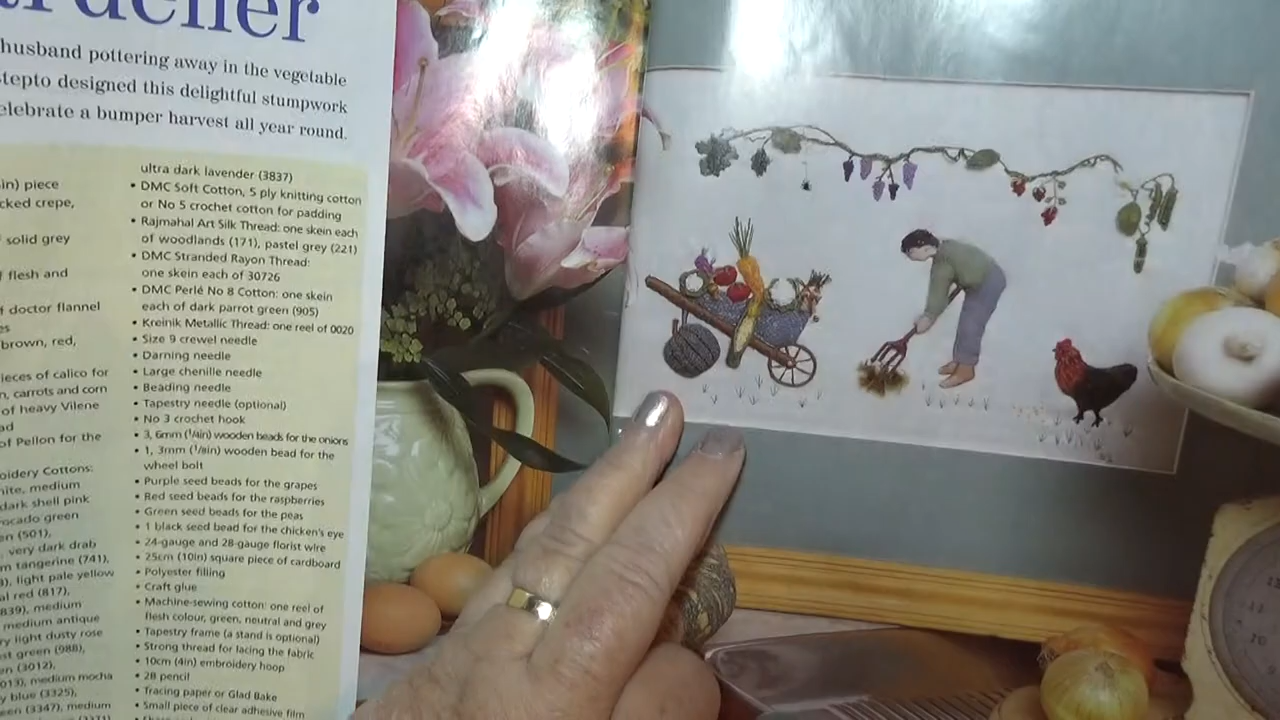 husband pottering away in the vegetable
stepto designed this delightful stumpwork
elebrate a bumper harvest all year round.
in) piece
cked crepe,
solid grey
f flesh and
f doctor flannel
es
brown, red,
ieces of calico for
n, carrots and corn
of heavy Vilene
ad
of Pellon for the
oidery Cottons:
hite, medium
dark shell pink
ocado green
en (501),
, very dark drab
m tangerine (741),
), light pale yellow
al red (817),
839), medium
medium antique
ry light dusty rose
st green (988),
en (3012),
013), medium mocha
y blue (3325),
een (3347), medium
ultra dark lavender (3837)
• DMC Soft Cotton, 5 ply knitting cotton
or No 5 crochet cotton for padding
• Rajmahal Art Silk Thread: one skein each
of woodlands (171), pastel grey (221)
• DMC Stranded Rayon Thread:
one skein each of 30726
• DMC Perlé No 8 Cotton: one skein
each of dark parrot green (905)
• Kreinik Metallic Thread: one reel of 0020
• Size 9 crewel needle
• Darning needle
• Large chenille needle
• Beading needle
• Tapestry needle (optional)
• No 3 crochet hook
• 3, 6mm (¼in) wooden beads for the onions
• 1, 3mm (⅛in) wooden bead for the
wheel bolt
• Purple seed beads for the grapes
• Red seed beads for the raspberries
• Green seed beads for the peas
• 1 black seed bead for the chicken's eye
• 24-gauge and 28-gauge florist wire
• 25cm (10in) square piece of cardboard
• Polyester filling
• Craft glue
• Machine-sewing cotton: one reel of
flesh colour, green, neutral and grey
• Tapestry frame (a stand is optional)
• Strong thread for lacing the fabric
• 10cm (4in) embroidery hoop
• 2B pencil
• Tracing paper or Glad Bake
• Small piece of clear adhesive film